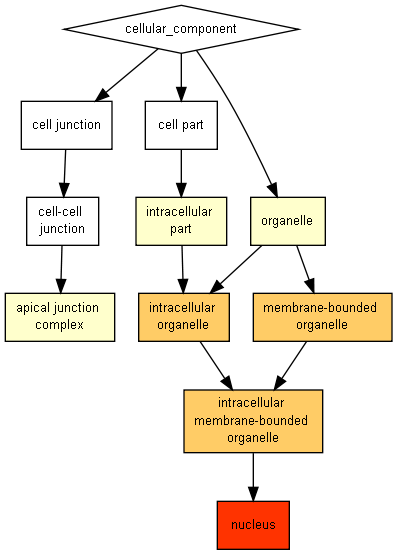 cellular_component
cell junction
cell part
cell-cell
junction
intracellular
part
organelle
apical junction
complex
intracellular
organelle
membrane-bounded
organelle
intracellular
membrane-bounded
organelle
nucleus